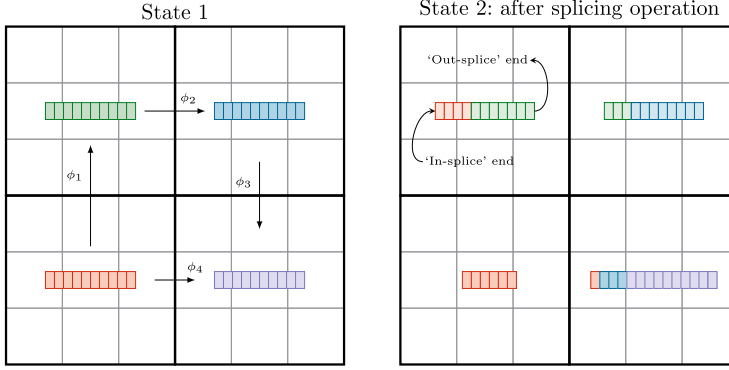 State 1
State 2: after splicing operation
ϕ2
ϕ1
ϕ3
ϕ4
‘Out-splice’ end
‘In-splice’ end